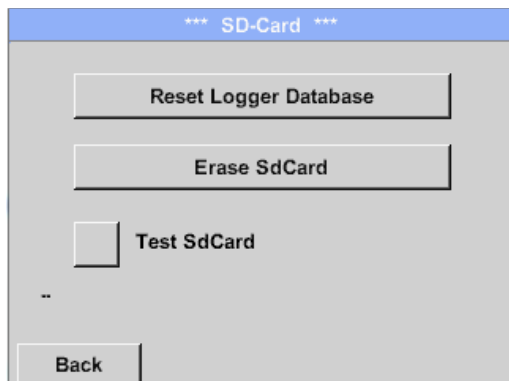 *** SD-Card ***
Reset Logger Database
Erase SdCard
Test SdCard
--
Back